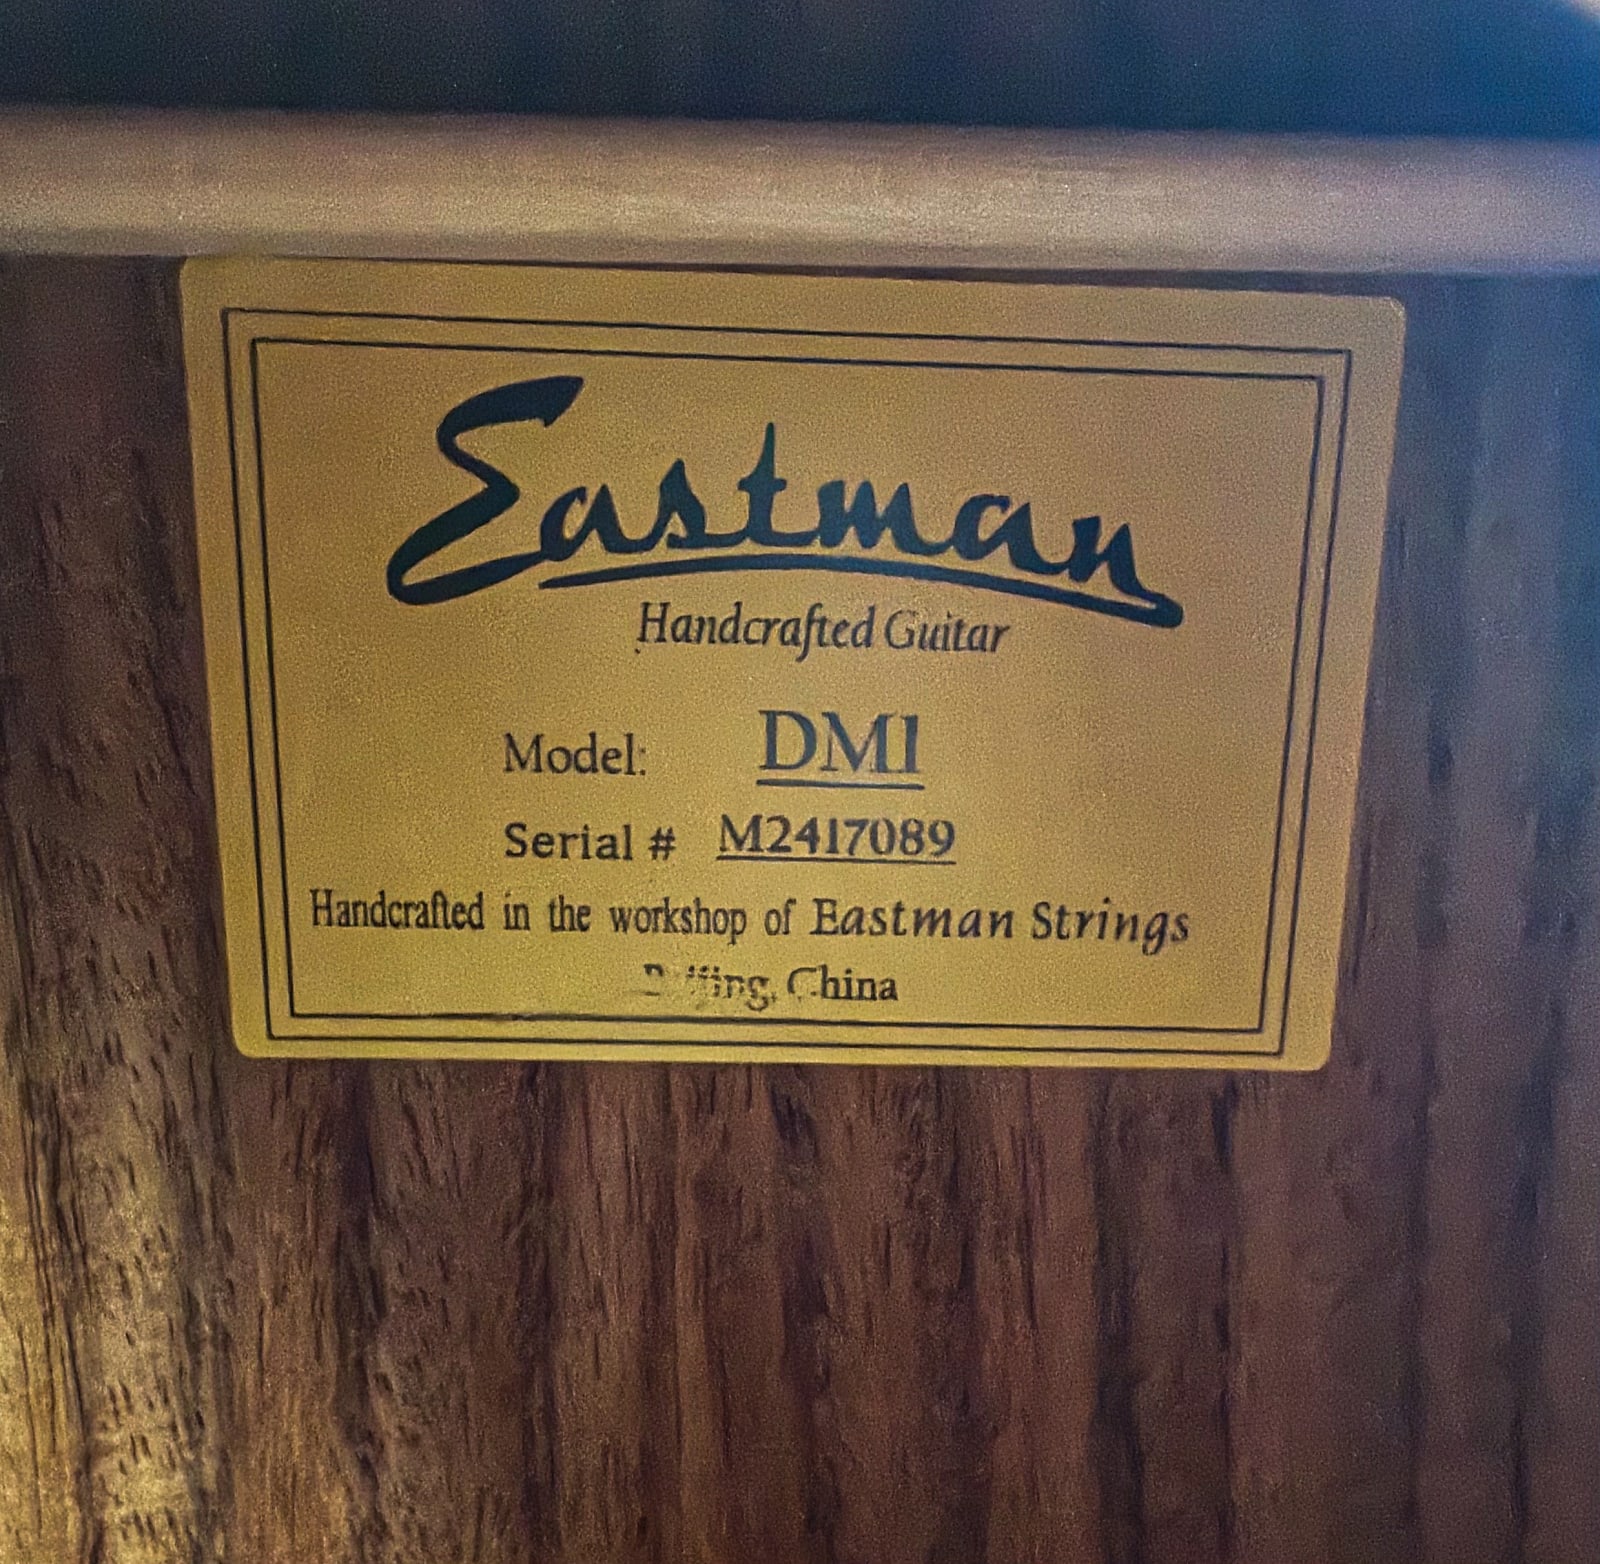 Eastman
Handcrafted Guitar
Model: DM1
Serial # M2417089
Handcrafted in the workshop of Eastman Strings
China